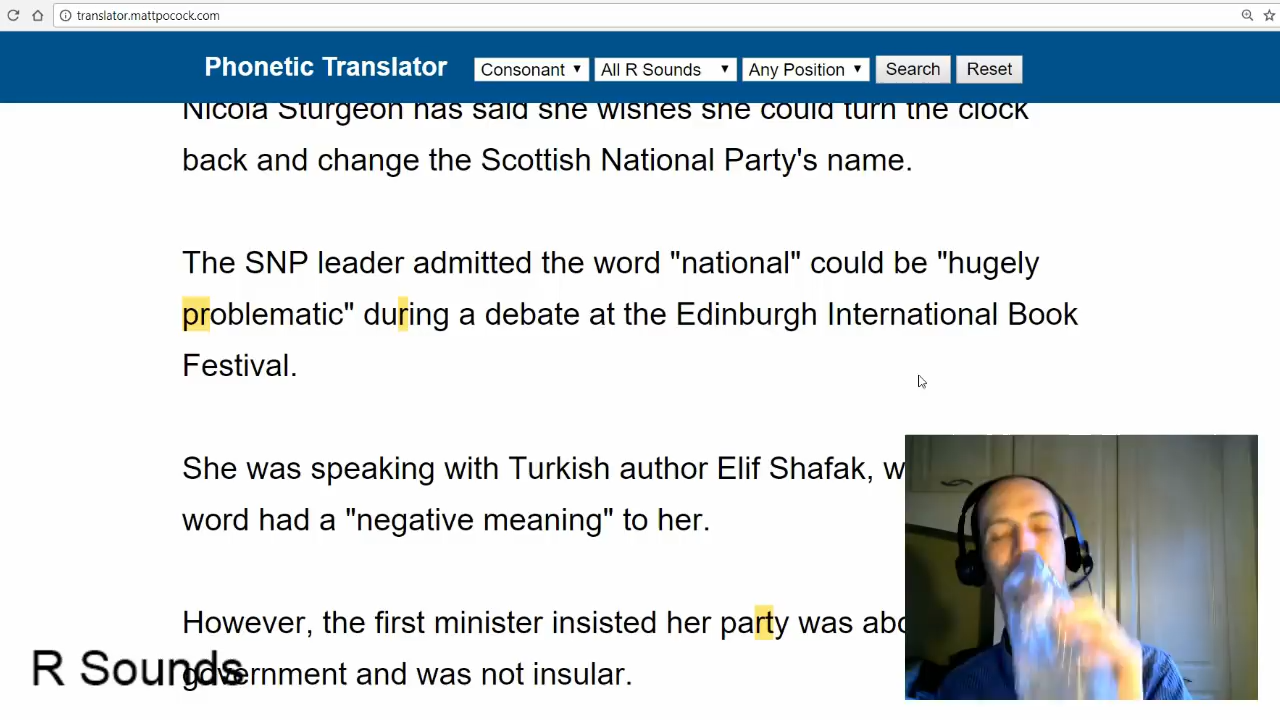 translator.mattpocock.com
Phonetic Translator Consonant All R Sounds Any Position Search Reset
Nicola Sturgeon has said she wishes she could turn the clock
back and change the Scottish National Party's name.
The SNP leader admitted the word "national" could be "hugely
problematic" during a debate at the Edinburgh International Book
Festival.
She was speaking with Turkish author Elif Shafak, w
word had a "negative meaning" to her.
However, the first minister insisted her party was abo
government and was not insular.
R Sounds